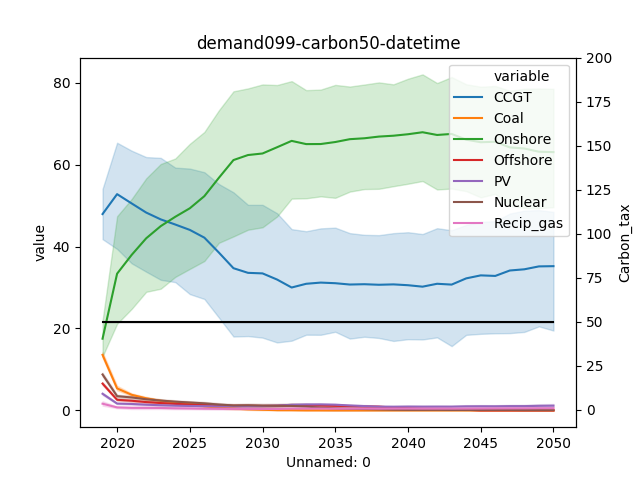 demand099-carbon50-datetime
80
60
40
20
0
value
200
175
150
125
100
75
50
25
0
Carbon_tax
variable
CCGT
Coal
Onshore
Offshore
PV
Nuclear
Recip_gas
2020
2025
2030
2035
2040
2045
2050
Unnamed: 0